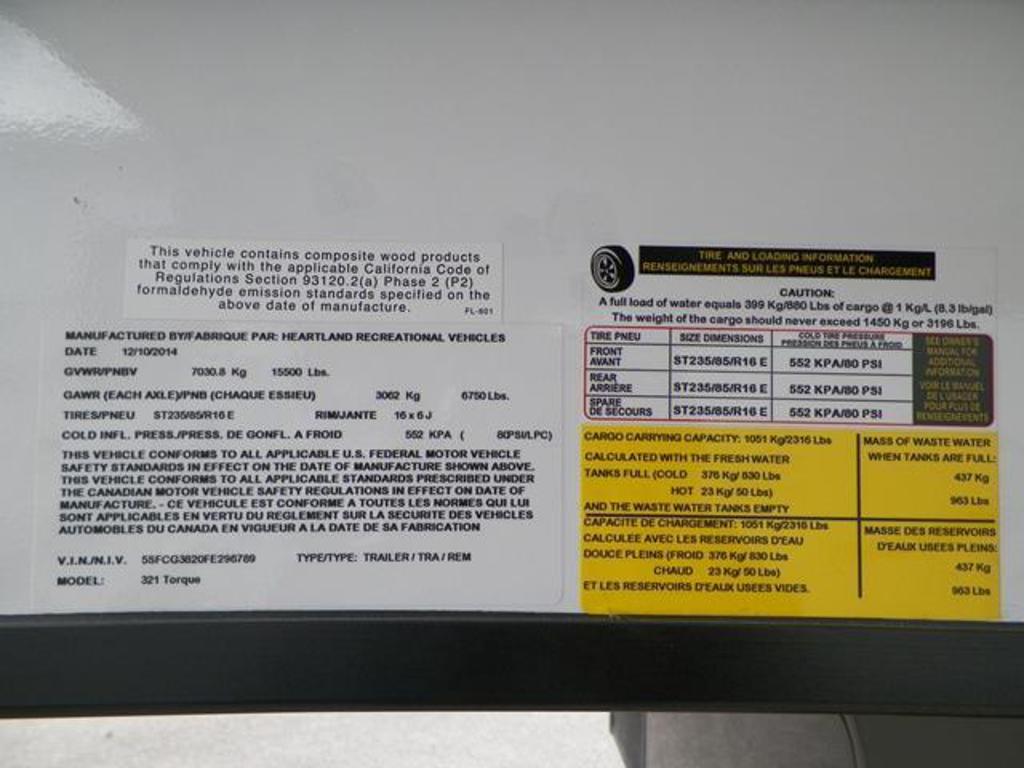 This vehicle contains composite wood products
that comply with the applicable California Code of
Regulations Section 93120.2(a) Phase 2 (P2)
formaldehyde emission standards specified on the
above date of manufacture.
FL-601
MANUFACTURED BY/FABRIQUE PAR: HEARTLAND RECREATIONAL VEHICLES
DATE 12/10/2014
GVWR/PNBV 7030.8 Kg 15500 Lbs.
GAWR (EACH AXLE)/PNB (CHAQUE ESSIEU) 3062 Kg 6750 Lbs.
TIRES/PNEU ST235/85/R16 E RIM/JANTE 16 x 6 J
COLD INFL. PRESS./PRESS. DE GONFL. A FROID 552 KPA ( 80PSI/LPC)
THIS VEHICLE CONFORMS TO ALL APPLICABLE U.S. FEDERAL MOTOR VEHICLE
SAFETY STANDARDS IN EFFECT ON THE DATE OF MANUFACTURE SHOWN ABOVE.
THIS VEHICLE CONFORMS TO ALL APPLICABLE STANDARDS PRESCRIBED UNDER
THE CANADIAN MOTOR VEHICLE SAFETY REGULATIONS IN EFFECT ON DATE OF
MANUFACTURE. - CE VEHICULE EST CONFORME A TOUTES LES NORMES QUI LUI
SONT APPLICABLES EN VERTU DU REGLEMENT SUR LA SECURITE DES VEHICLES
AUTOMOBILES DU CANADA EN VIGUEUR A LA DATE DE SA FABRICATION
V.I.N./N.I.V. 5SFCG3820FE296789 TYPE/TYPE: TRAILER / TRA / REM
MODEL: 321 Torque
TIRE AND LOADING INFORMATION
RENSEIGNEMENTS SUR LES PNEUS ET LE CHARGEMENT
CAUTION:
A full load of water equals 399 Kg/880 Lbs of cargo @ 1 Kg/L (8.3 lb/gal)
The weight of the cargo should never exceed 1450 Kg or 3196 Lbs.
TIRE PNEU SIZE DIMENSIONS COLD TIRE PRESSURE
PRESSION DES PNEUS A FROID
FRONT
AVANT ST235/85/R16 E 552 KPA/80 PSI
REAR
ARRIÈRE ST235/85/R16 E 552 KPA/80 PSI
SPARE
DE SECOURS ST235/85/R16 E 552 KPA/80 PSI
SEE OWNER'S
MANUAL FOR
ADDITIONAL
INFORMATION
VOIR LE MANUEL
DE L'USAGER
POUR PLUS DE
RENSEIGNEMENTS
CARGO CARRYING CAPACITY: 1051 Kg/2316 Lbs
CALCULATED WITH THE FRESH WATER
TANKS FULL (COLD 376 Kg/ 830 Lbs
HOT 23 Kg/ 50 Lbs)
AND THE WASTE WATER TANKS EMPTY
MASS OF WASTE WATER
WHEN TANKS ARE FULL:
437 Kg
963 Lbs
CAPACITE DE CHARGEMENT: 1051 Kg/2316 Lbs
CALCULEE AVEC LES RESERVOIRS D'EAU
DOUCE PLEINS (FROID 376 Kg/ 830 Lbs
CHAUD 23 Kg/ 50 Lbs)
ET LES RESERVOIRS D'EAUX USEES VIDES.
MASSE DES RESERVOIRS
D'EAUX USEES PLEINS:
437 Kg
963 Lbs